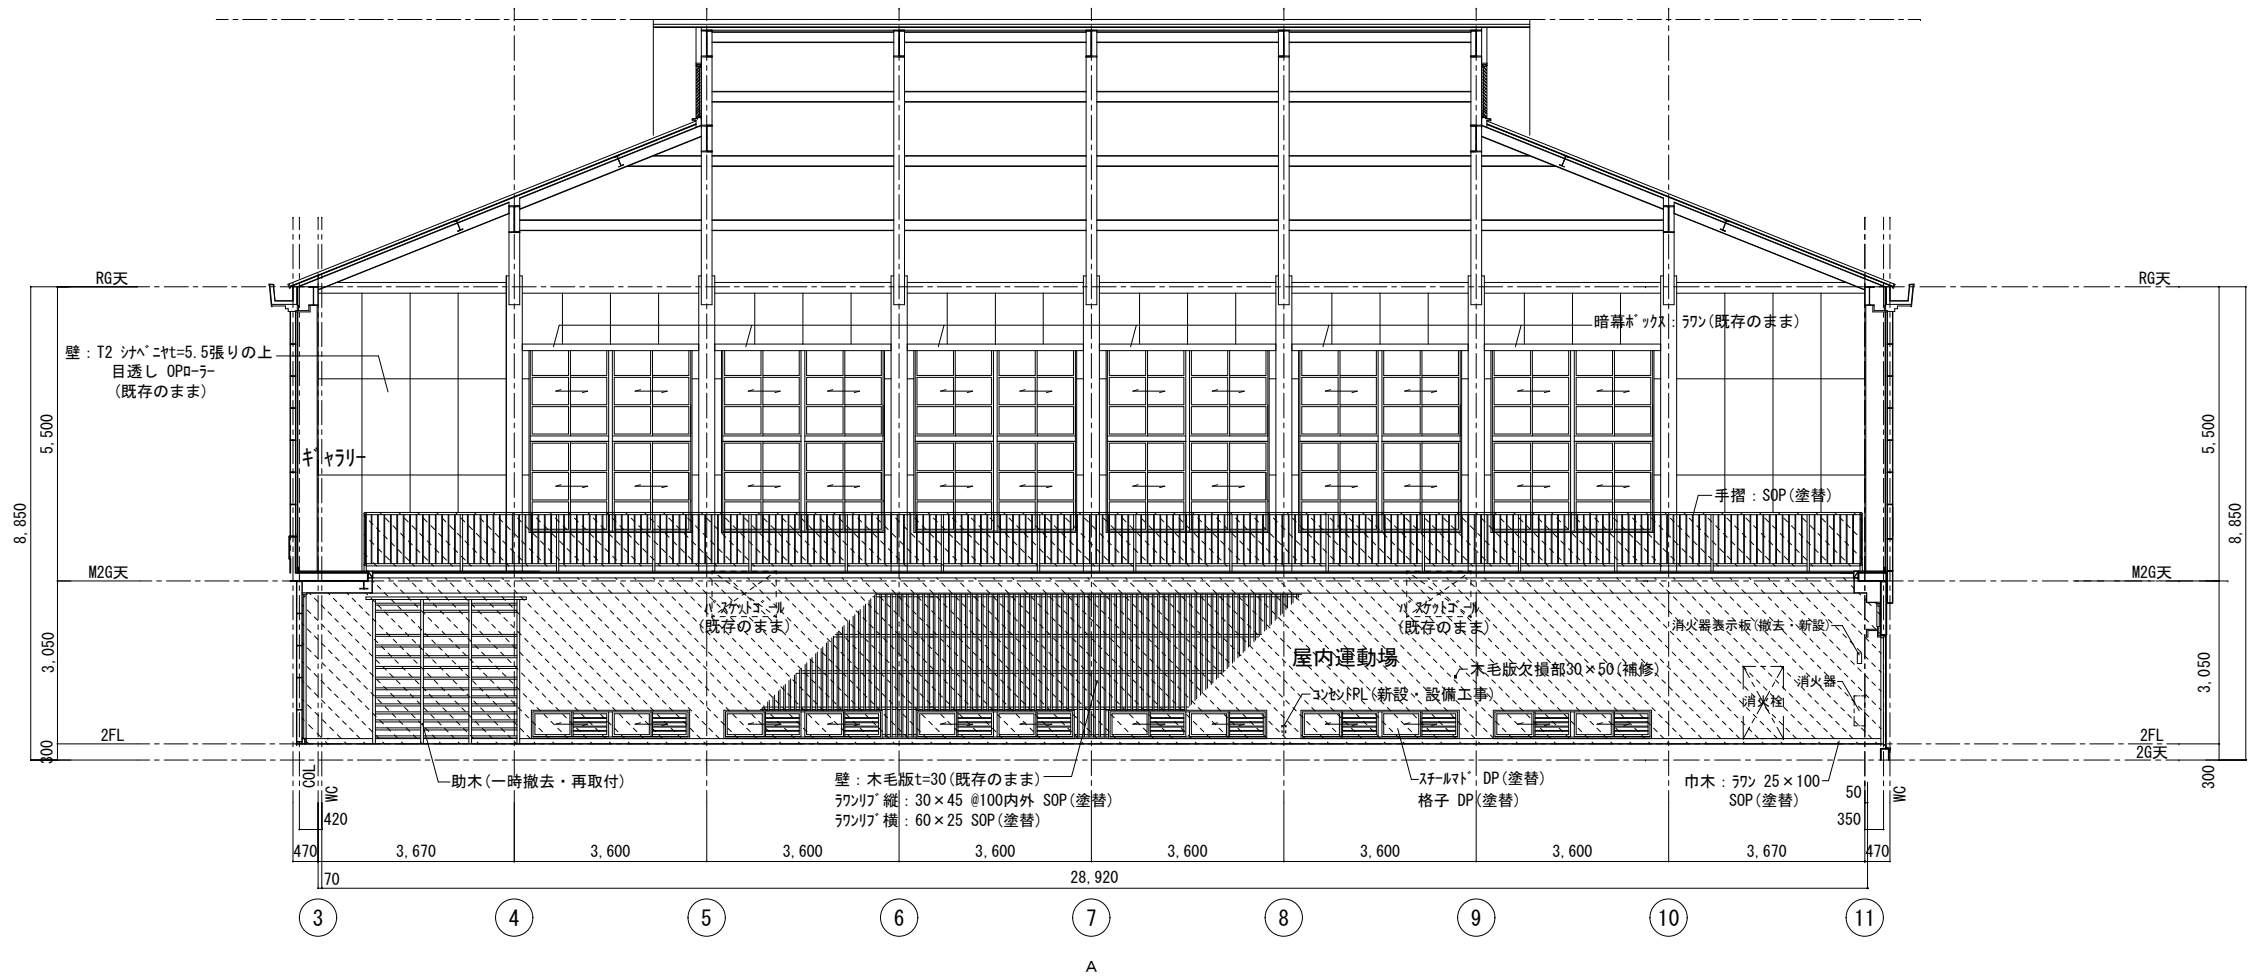 RG天
RG天
暗幕ボックス：ラワン(既存のまま)
壁：T2 シナベニヤt=5.5張りの上
目透し OPローラー
(既存のまま)
5,500
5,500
ギャラリー
手摺：SOP(塗替)
8,850
8,850
M2G天
M2G天
バスケットゴール
(既存のまま)
バスケットゴール
(既存のまま)
消火器表示板(撤去・新設)
屋内運動場
木毛版欠損部30×50(補修)
3,050
3,050
コンセントPL(新設・設備工事)
消火器
消火栓
2FL
2FL
300
2G天
300
COL
WC
助木(一時撤去・再取付)
壁：木毛版t=30(既存のまま)
ラワンリブ縦：30×45 @100内外 SOP(塗替)
ラワンリブ横：60×25 SOP(塗替)
スチールマド DP(塗替)
格子 DP(塗替)
巾木：ラワン 25×100
SOP(塗替)
50
WC
420
350
470
3,670
3,600
3,600
3,600
3,600
3,600
3,600
3,670
470
70
28,920
3
4
5
6
7
8
9
10
11
A